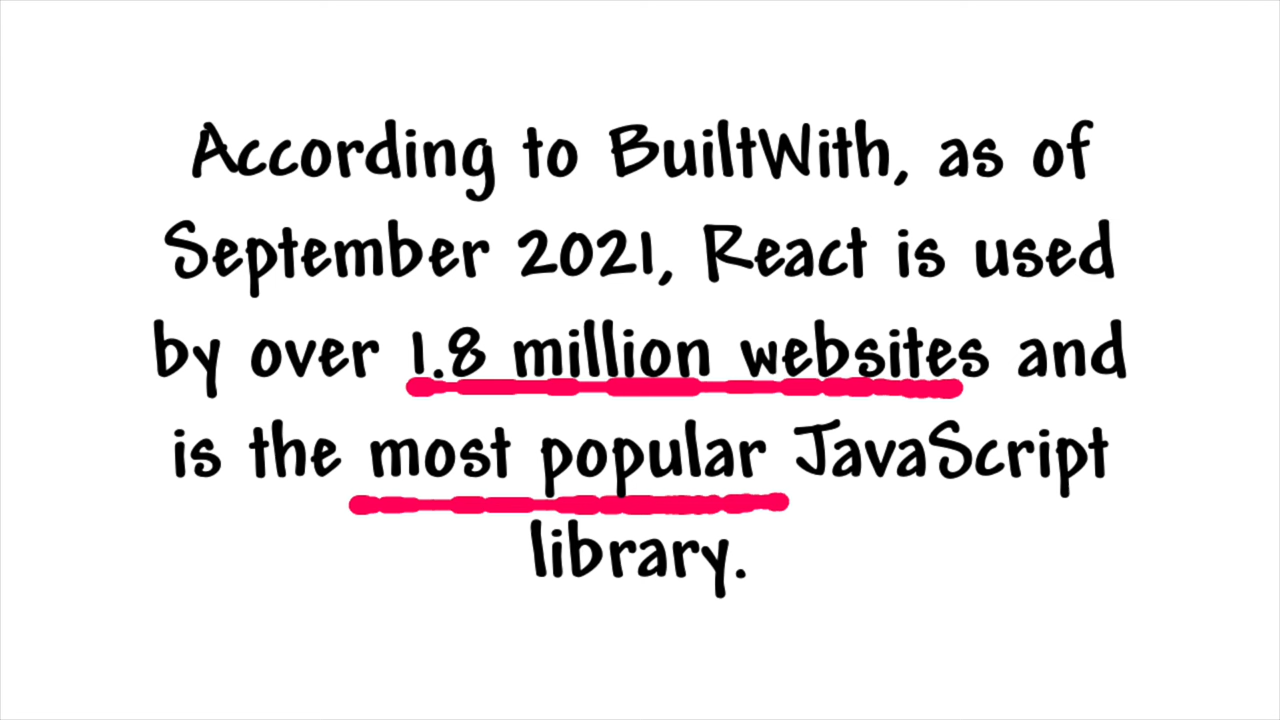 According to BuiltWith, as of
September 2021, React is used
by over 1.8 million websites and
is the most popular JavaScript
library.